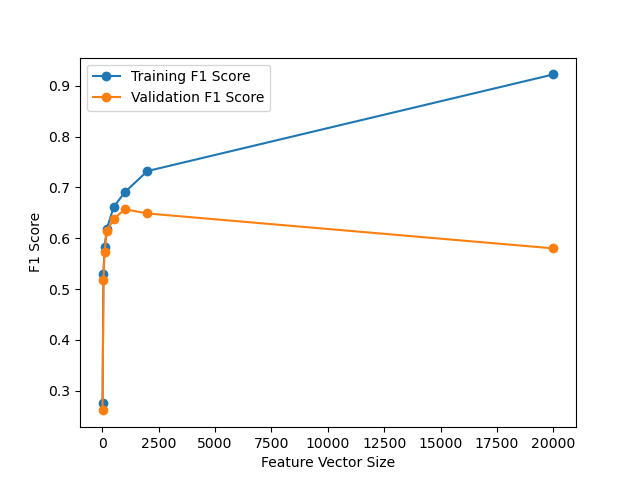 Training F1 Score
Validation F1 Score
0.9
0.8
0.7
0.6
0.5
0.4
0.3
F1 Score
0 2500 5000 7500 10000 12500 15000 17500 20000
Feature Vector Size